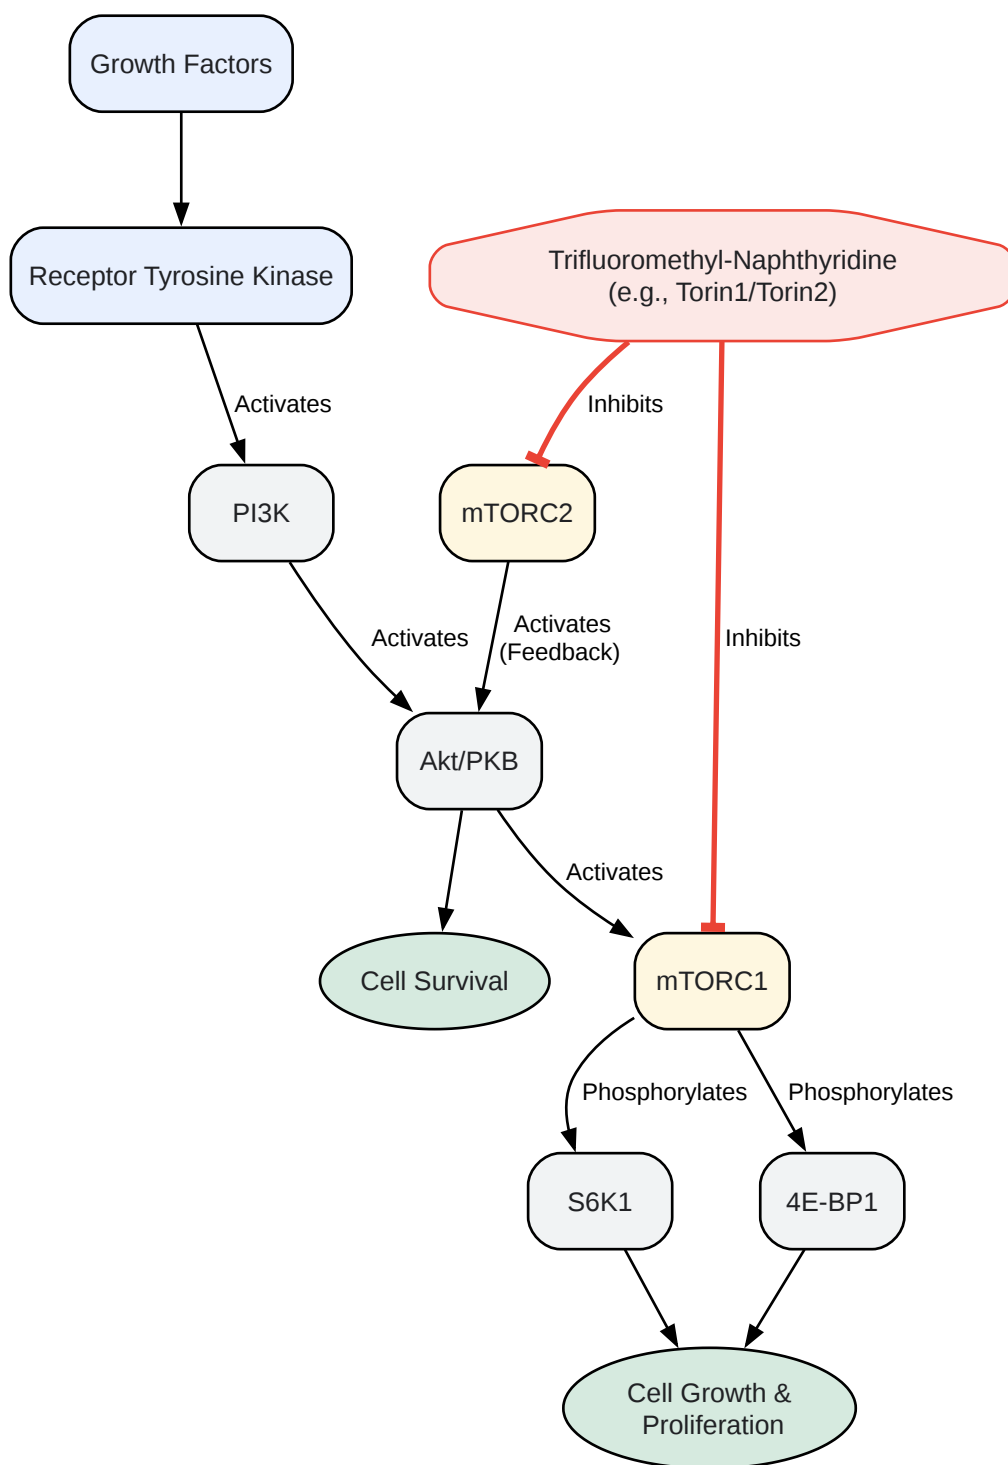 Growth Factors
Receptor Tyrosine Kinase
Trifluoromethyl-Naphthyridine
(e.g., Torin1/Torin2)
Activates
Inhibits
PI3K
mTORC2
Activates
Activates
(Feedback)
Inhibits
Akt/PKB
Activates
Cell Survival
mTORC1
Phosphorylates
Phosphorylates
S6K1
4E-BP1
Cell Growth &
Proliferation